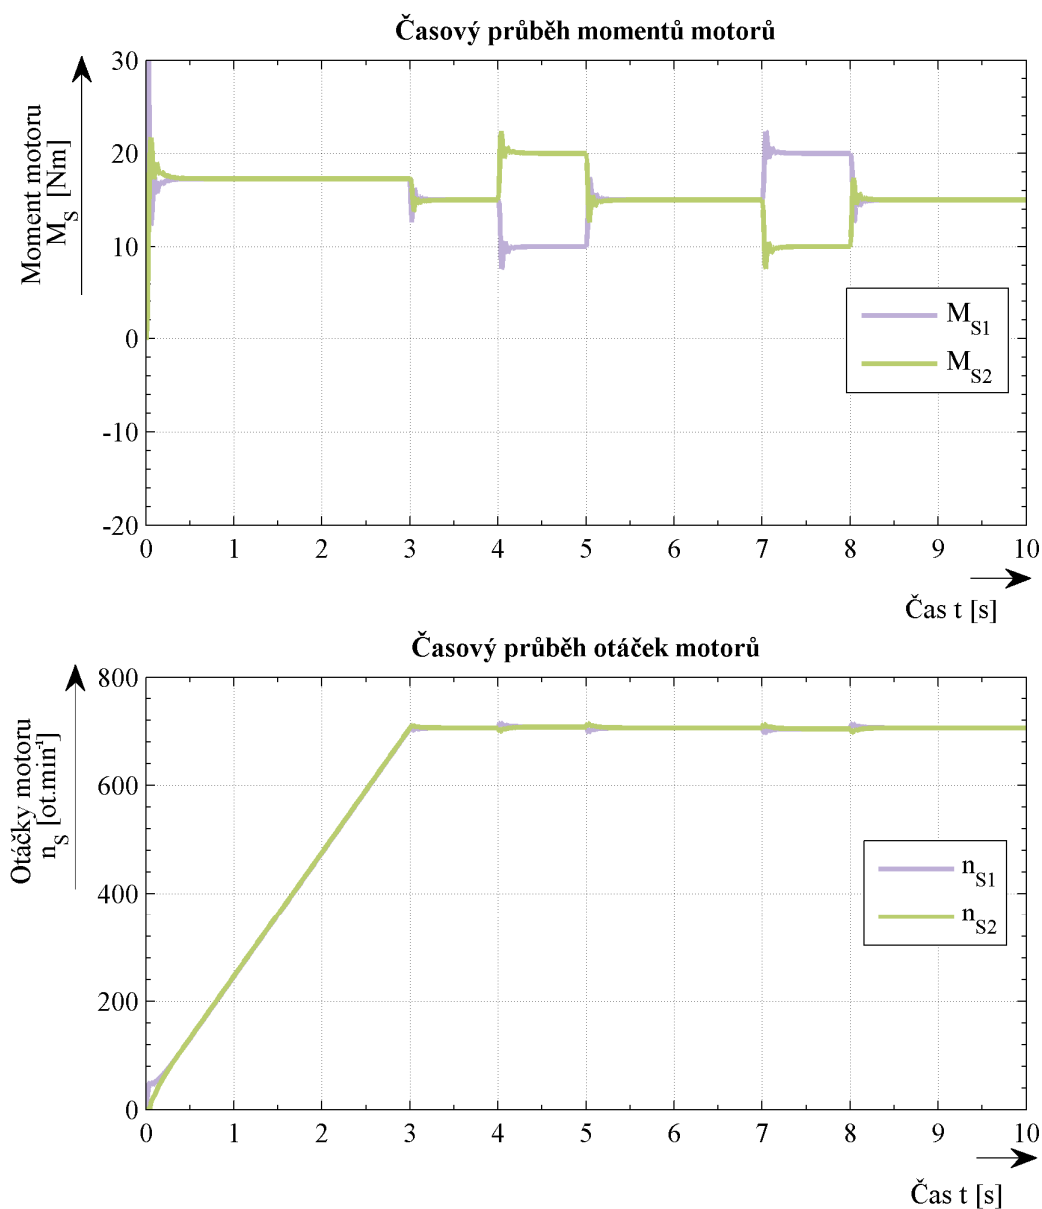 Časový průběh momentů motorů
Moment motoru
M_S [Nm]
30
20
10
0
-10
-20
0 1 2 3 4 5 6 7 8 9 10
M_S1
M_S2
Čas t [s]
Časový průběh otáček motorů
Otáčky motoru
n_S [ot.min⁻¹]
800
600
400
200
0
0 1 2 3 4 5 6 7 8 9 10
n_S1
n_S2
Čas t [s]